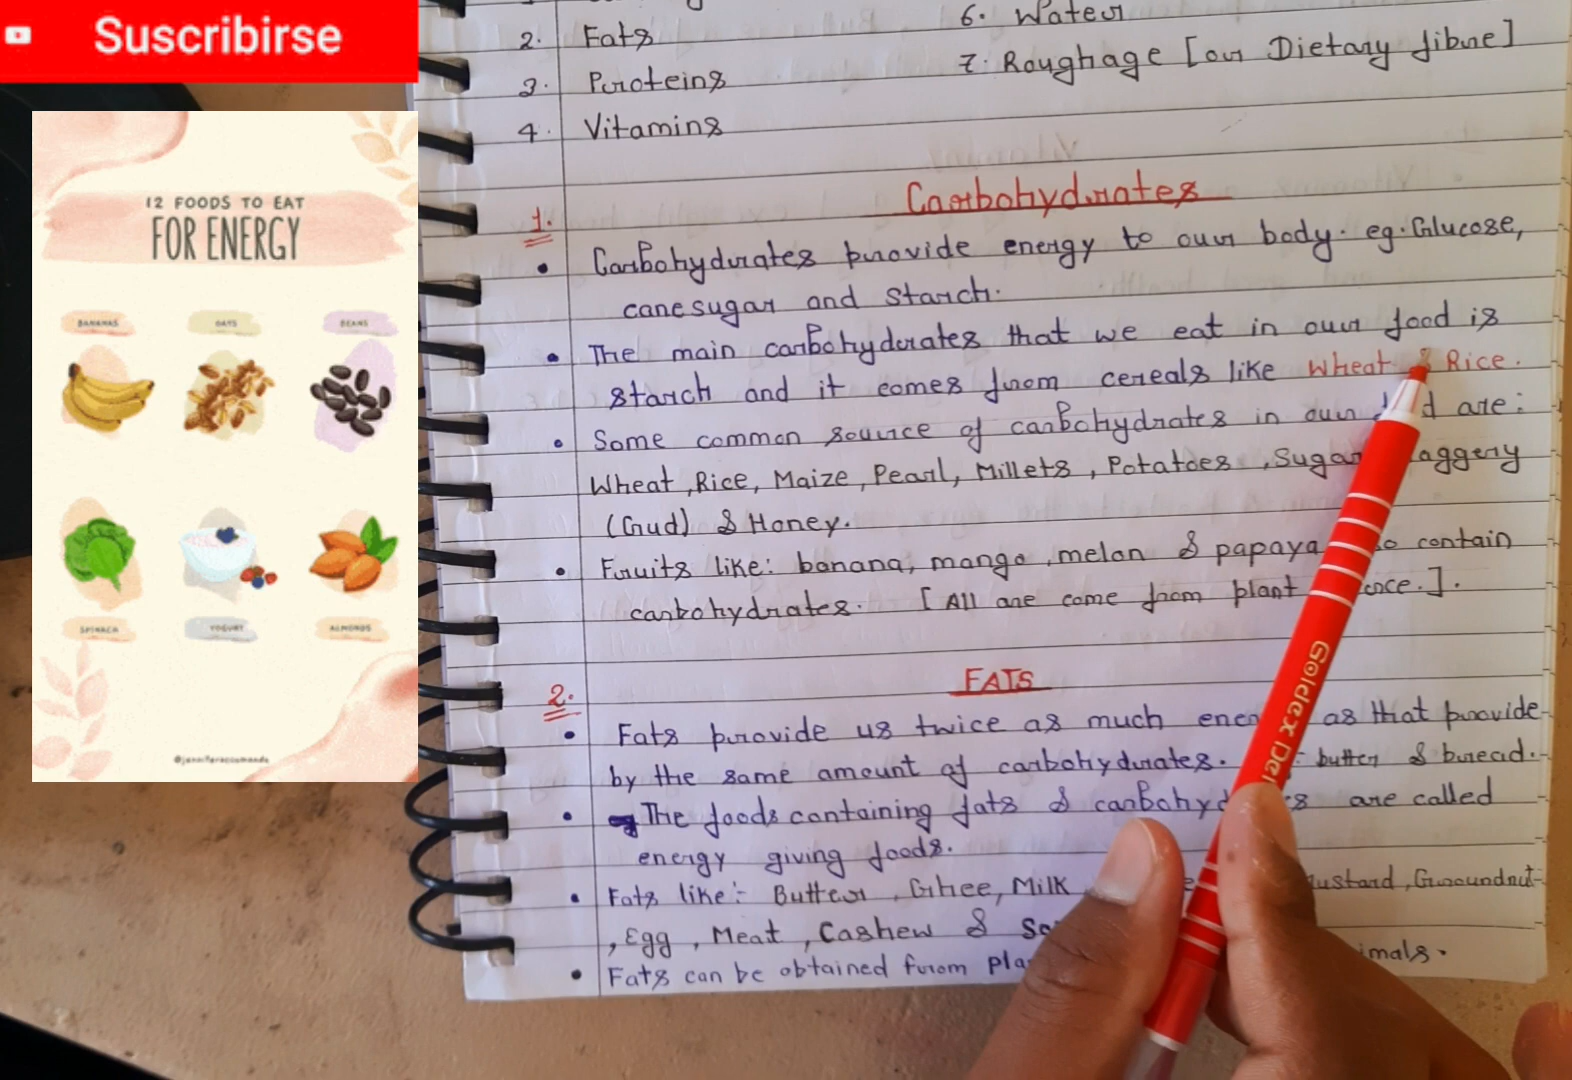 Suscribirse
12 FOODS TO EAT
FOR ENERGY
BANANAS
OATS
BEANS
SPINACH
YOGURT
ALMONDS
6. Water
2. Fats
7. Roughage [or Dietary fibre]
3. Proteins
4. Vitamins
1. Carbohydrates
• Carbohydrates provide energy to our body. eg. Glucose,
cane sugar and starch.
• The main carbohydrates that we eat in our food is
starch and it comes from cereals like Wheat & Rice.
• Some common source of carbohydrates in our are:
Wheat, Rice, Maize, Pearl, Millets, Potatoes, Sugar aggery
(Gud) & Honey.
• Fruits like: banana, mango, melon & papaya contain
carbohydrates. [All are come from plant ].
2. FATS
• Fats provide us twice as much ene as that provide
by the same amount of carbohydrates. butter & bread.
• The foods containing fats & carbohyd are called
energy giving foods.
• Fats like:- Butter, Ghee, Milk ustard, Groundnut
, Egg, Meat, Cashew & So
• Fats can be obtained from pla imals.
Goldex Del